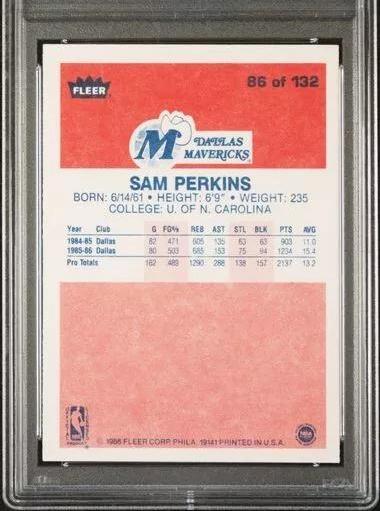 FLEER
86 of 132
M DALLAS
MAVERICKS
SAM PERKINS
BORN: 6/14/61 • HEIGHT: 6'9" • WEIGHT: 235
COLLEGE: U. OF N. CAROLINA
Year Club G FG% REB AST STL BLK PTS AVG
1984-85 Dallas 82 471 605 135 63 63 903 11.0
1985-86 Dallas 80 503 685 153 75 94 1234 15.4
Pro Totals 162 489 1290 288 138 157 2137 13.2
© 1986 FLEER CORP. PHILA. 19141 PRINTED IN U.S.A.